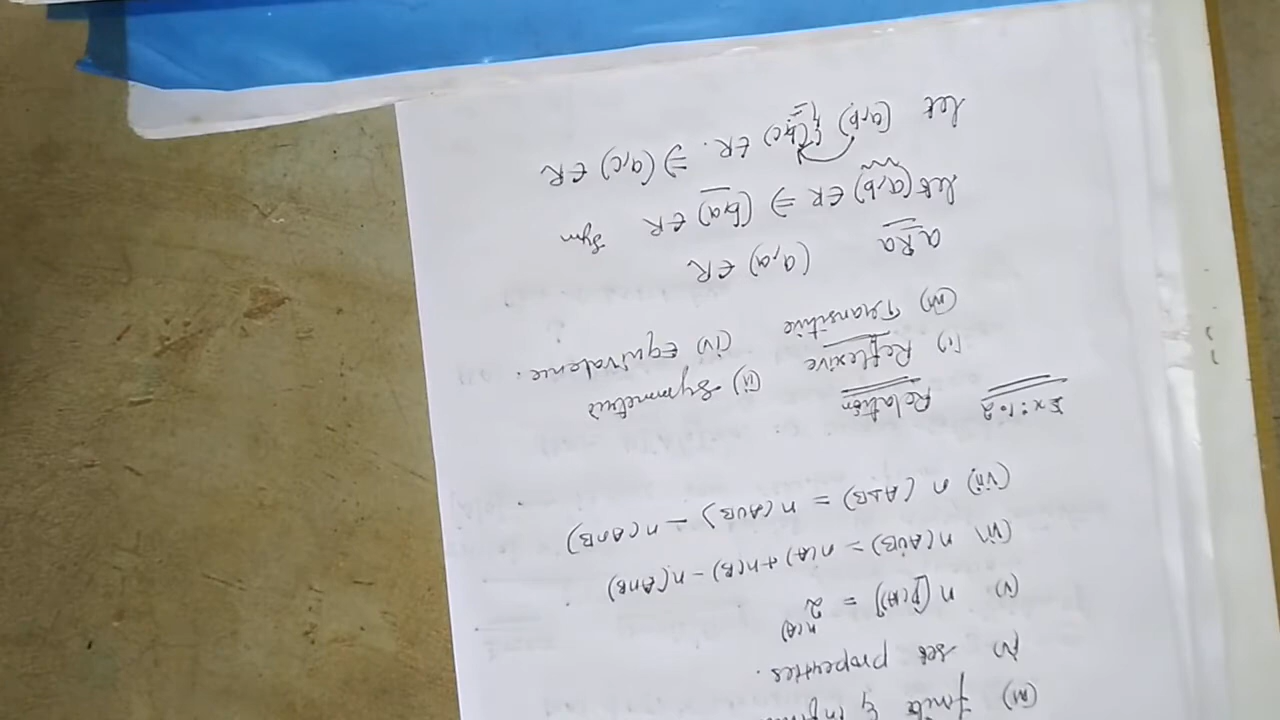 (iii) Finite &
(iv) set properties.
(v) n[P(A)] = 2^n(A)
(vi) n(A∪B) = n(A)+n(B) - n(A∩B)
(vii) n(A△B) = n(A∪B) - n(A∩B)
Ex: 1.2 Relation
(i) Reflexive (ii) Symmetric
(iii) Transitive (iv) Equivalence.
aRa (a,a) ∈R
let (a,b) ∈R ⇒ (b,a) ∈R Sym
let (a,b) & (b,c) ∈R. ⇒ (a,c) ∈R